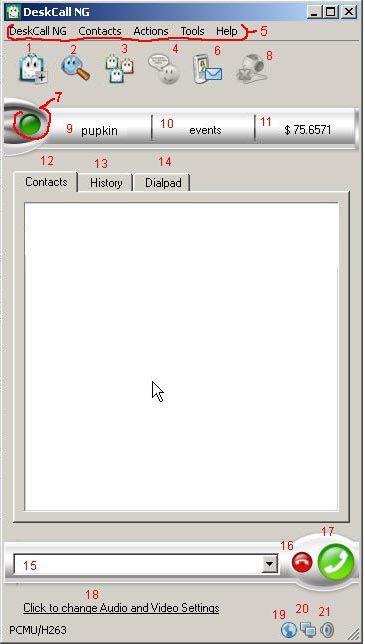 DeskCall NG
DeskCall NG Contacts Actions Tools Help 5
1 2 3 4 6 8
7
9 pupkin 10 events 11 $ 75.6571
12 13 14
Contacts History Dialpad
16 17
15
18
Click to change Audio and Video Settings
19 20 21
PCMU/H263